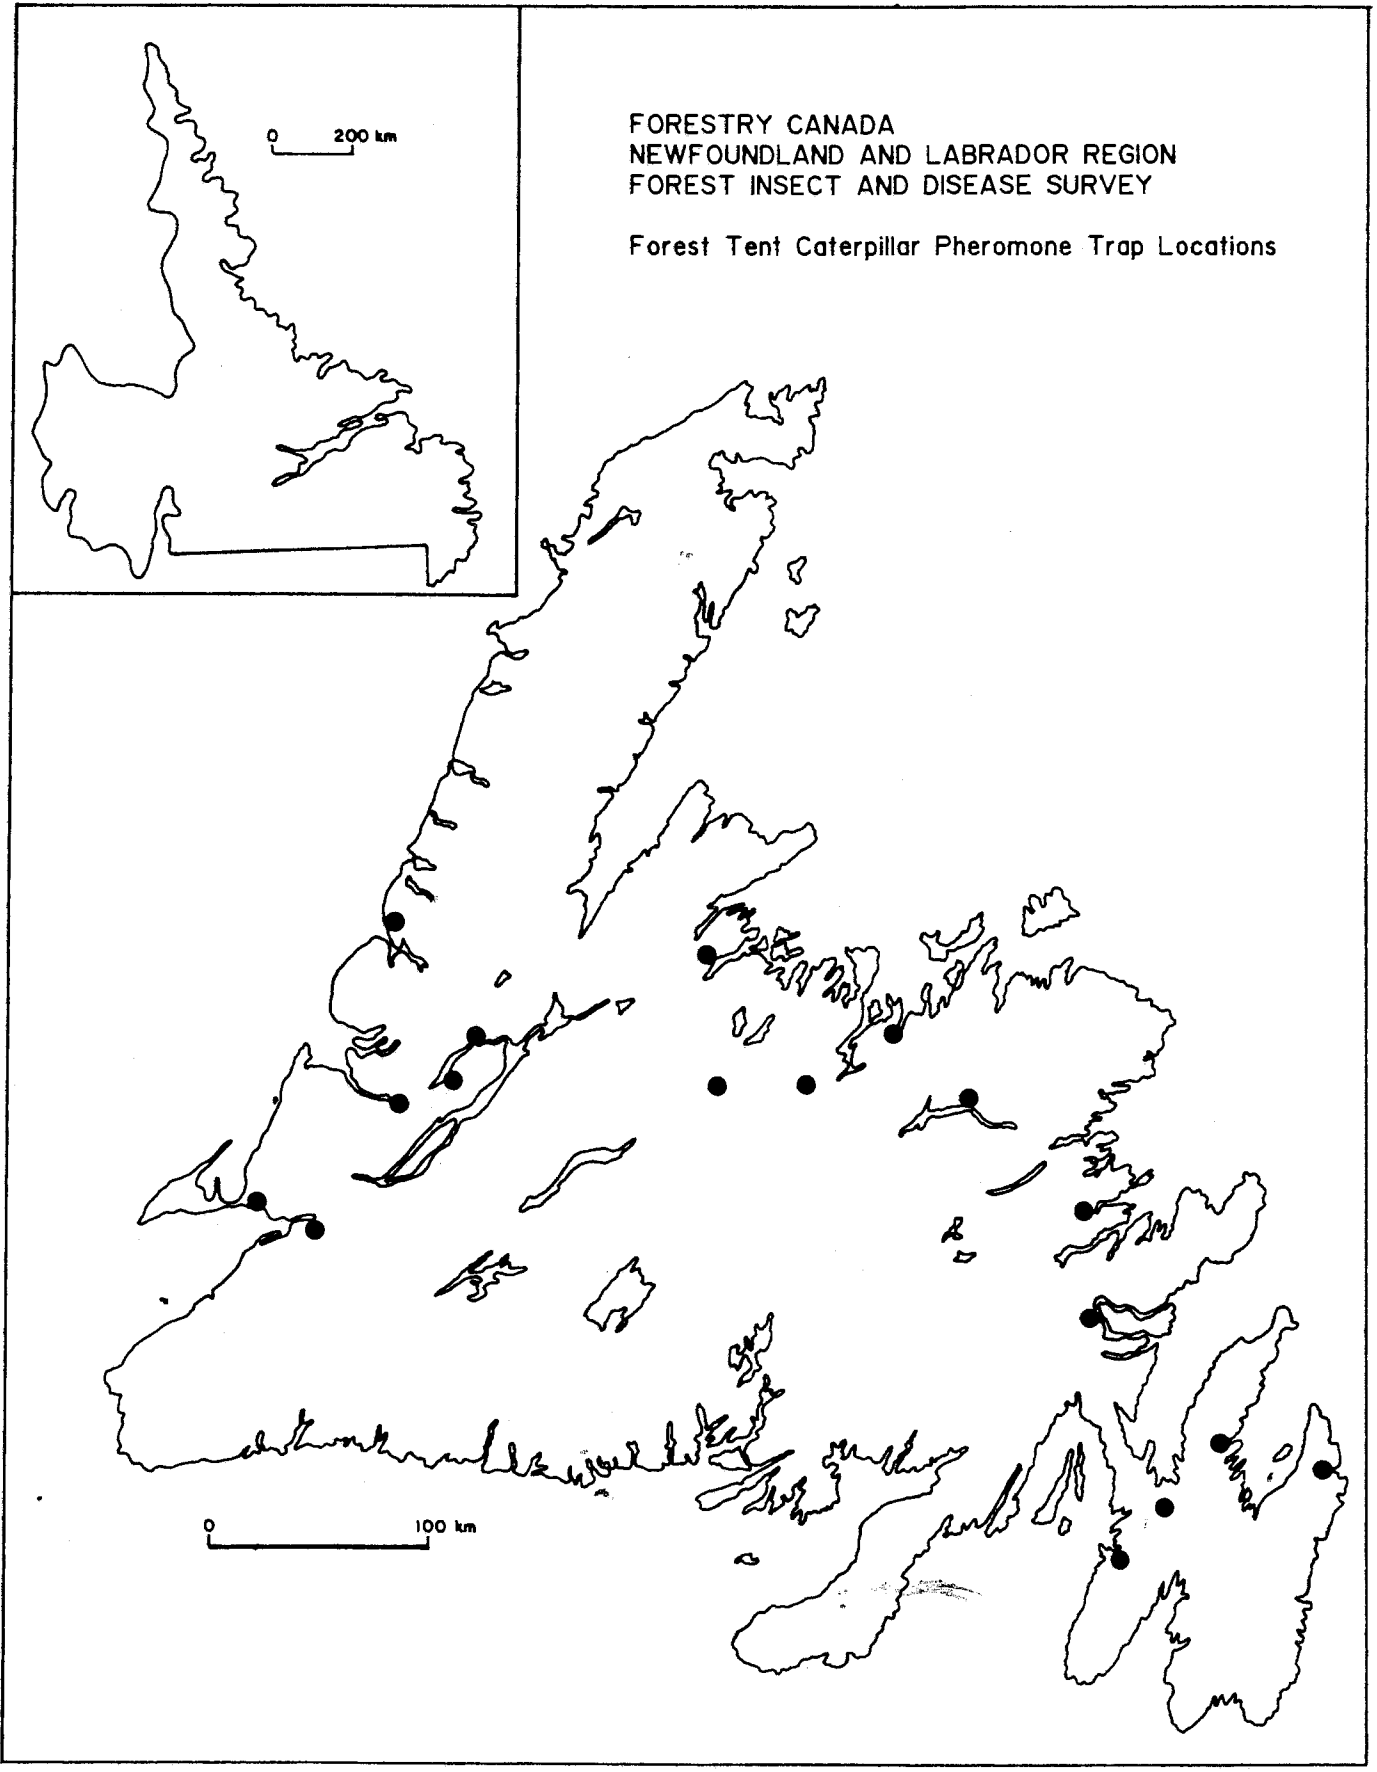 0 200 km
FORESTRY CANADA
NEWFOUNDLAND AND LABRADOR REGION
FOREST INSECT AND DISEASE SURVEY
Forest Tent Caterpillar Pheromone Trap Locations
0 100 km